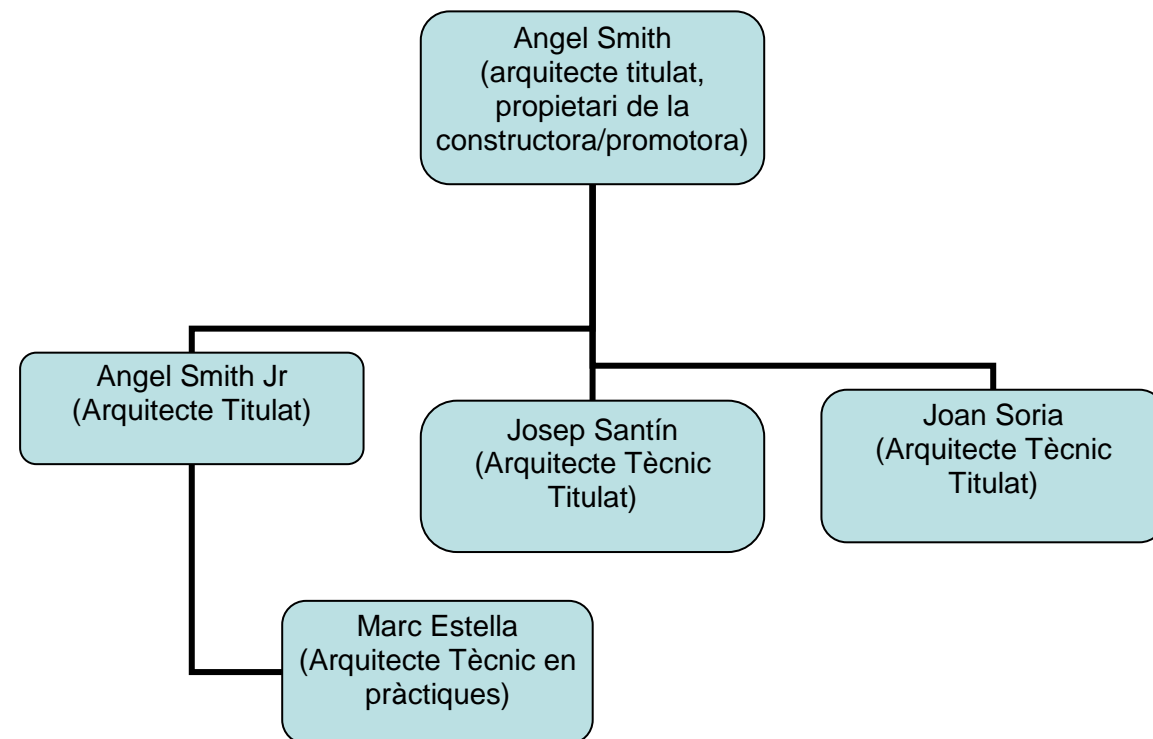 Angel Smith
(arquitecte titulat,
propietari de la
constructora/promotora)
Angel Smith Jr
(Arquitecte Titulat)
Josep Santín
(Arquitecte Tècnic
Titulat)
Joan Soria
(Arquitecte Tècnic
Titulat)
Marc Estella
(Arquitecte Tècnic en
pràctiques)